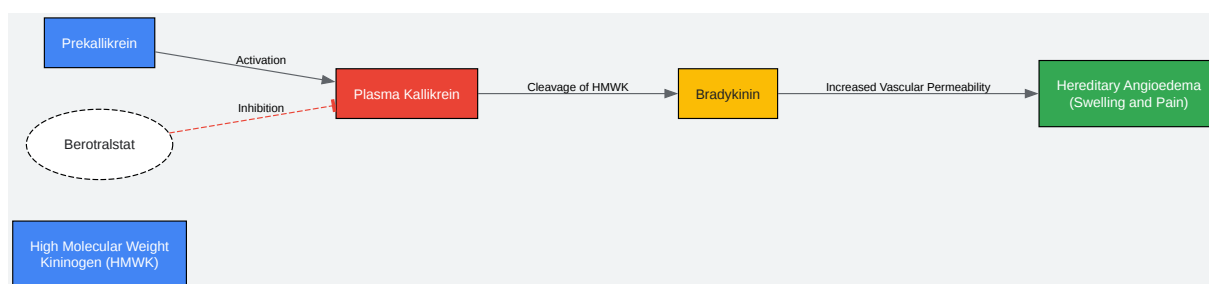 Prekallikrein
Activation
Plasma Kallikrein
Inhibition
Berotralstat
Cleavage of HMWK
Bradykinin
Increased Vascular Permeability
Hereditary Angioedema
(Swelling and Pain)
High Molecular Weight
Kininogen (HMWK)